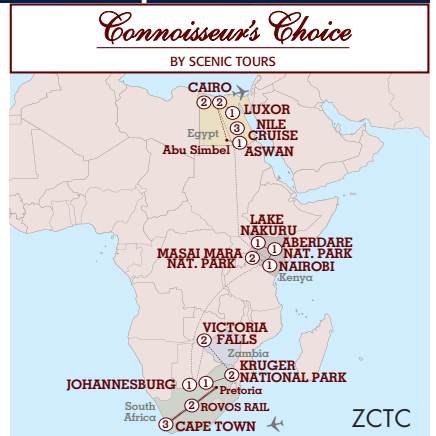 Connoisseur's Choice
BY SCENIC TOURS
CAIRO
2 2
1 LUXOR
3 NILE
CRUISE
Egypt
Abu Simbel
1
ASWAN
LAKE
NAKURU
1
1 ABERDARE
NAT. PARK
MASAI MARA
NAT. PARK
2
1 NAIROBI
Kenya
VICTORIA
FALLS
2
Zambia
KRUGER
NATIONAL PARK
2
JOHANNESBURG 1 1
Pretoria
South
Africa
2 ROVOS RAIL
3 CAPE TOWN
ZCTC